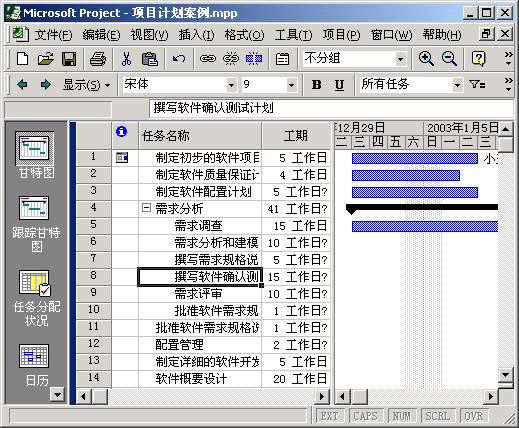 Microsoft Project - 项目计划案例.mpp
文件(F) 编辑(E) 视图(V) 插入(I) 格式(O) 工具(T) 项目(P) 窗口(W) 帮助(H)
不分组
显示(S) 宋体 9 B U 所有任务
撰写软件确认测试计划
任务名称 工期 12月29日 2003年1月5日
二 三 四 五 六 日 一 二 三 四
1 制定初步的软件项目 5 工作日
2 制定软件质量保证计 4 工作日?
3 制定软件配置计划 5 工作日?
4 需求分析 41 工作日?
5 需求调查 15 工作日
6 需求分析和建模 10 工作日?
7 撰写需求规格说 5 工作日?
8 撰写软件确认测 15 工作日?
9 需求评审 10 工作日?
10 批准软件需求规 1 工作日?
11 批准软件需求规格说 1 工作日?
12 配置管理 2 工作日?
13 制定详细的软件开发 5 工作日
14 软件概要设计 20 工作日
甘特图
跟踪甘特图
任务分配状况
日历
EXT CAPS NUM SCRL OVR